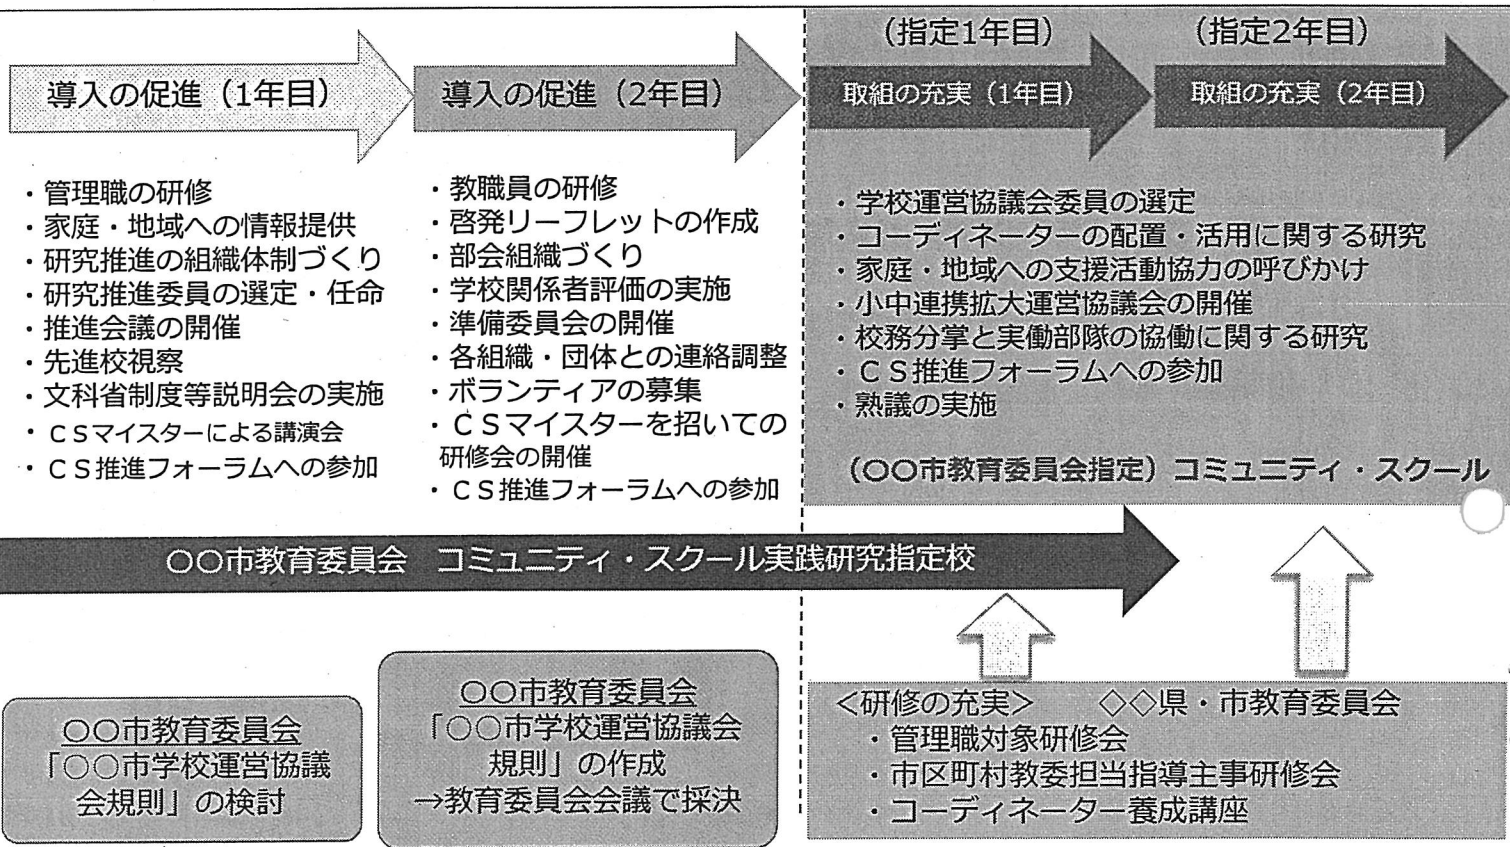 導入の促進（1年目）
・管理職の研修
・家庭・地域への情報提供
・研究推進の組織体制づくり
・研究推進委員の選定・任命
・推進会議の開催
・先進校視察
・文科省制度等説明会の実施
・ＣＳマイスターによる講演会
・ＣＳ推進フォーラムへの参加
導入の促進（2年目）
・教職員の研修
・啓発リーフレットの作成
・部会組織づくり
・学校関係者評価の実施
・準備委員会の開催
・各組織・団体との連絡調整
・ボランティアの募集
・ＣＳマイスターを招いての
研修会の開催
・ＣＳ推進フォーラムへの参加
（指定1年目）
（指定2年目）
取組の充実（1年目）
取組の充実（2年目）
・学校運営協議会委員の選定
・コーディネーターの配置・活用に関する研究
・家庭・地域への支援活動協力の呼びかけ
・小中連携拡大運営協議会の開催
・校務分掌と実働部隊の協働に関する研究
・ＣＳ推進フォーラムへの参加
・熟議の実施
（〇〇市教育委員会指定）コミュニティ・スクール
〇〇市教育委員会　コミュニティ・スクール実践研究指定校
〇〇市教育委員会
「〇〇市学校運営協議
会規則」の検討
〇〇市教育委員会
「〇〇市学校運営協議会
規則」の作成
→教育委員会会議で採決
＜研修の充実＞　◇◇県・市教育委員会
・管理職対象研修会
・市区町村教委担当指導主事研修会
・コーディネーター養成講座